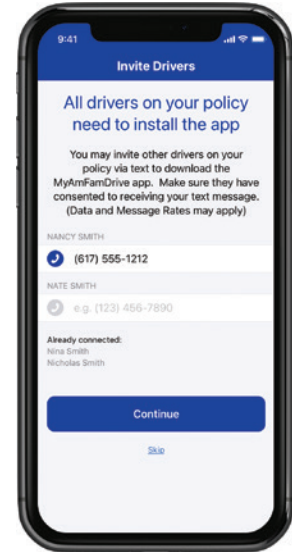 9:41
Invite Drivers
All drivers on your policy
need to install the app
You may invite other drivers on your
policy via text to download the
MyAmFamDrive app. Make sure they have
consented to receiving your text message.
(Data and Message Rates may apply)
NANCY SMITH
(617) 555-1212
NATE SMITH
e.g. (123) 456-7890
Already connected:
Nina Smith
Nicholas Smith
Continue
Skip